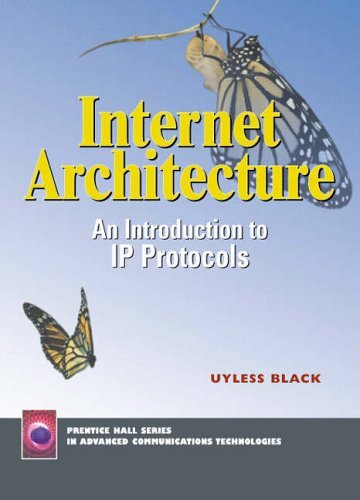 Internet
Architecture
An Introduction to
IP Protocols
UYLESS BLACK
PRENTICE HALL SERIES
IN ADVANCED COMMUNICATIONS TECHNOLOGIES